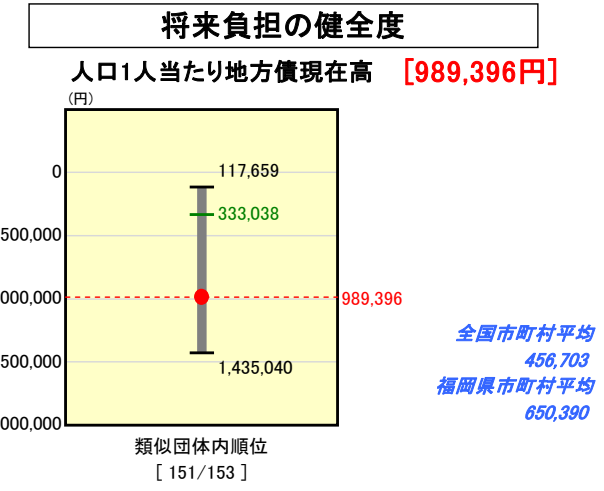 将来負担の健全度
人口1人当たり地方債現在高 [989,396円]
(円)
0
117,659
333,038
500,000
000,000
989,396
500,000
1,435,040
000,000
全国市町村平均
456,703
福岡県市町村平均
650,390
類似団体内順位
[ 151/153 ]